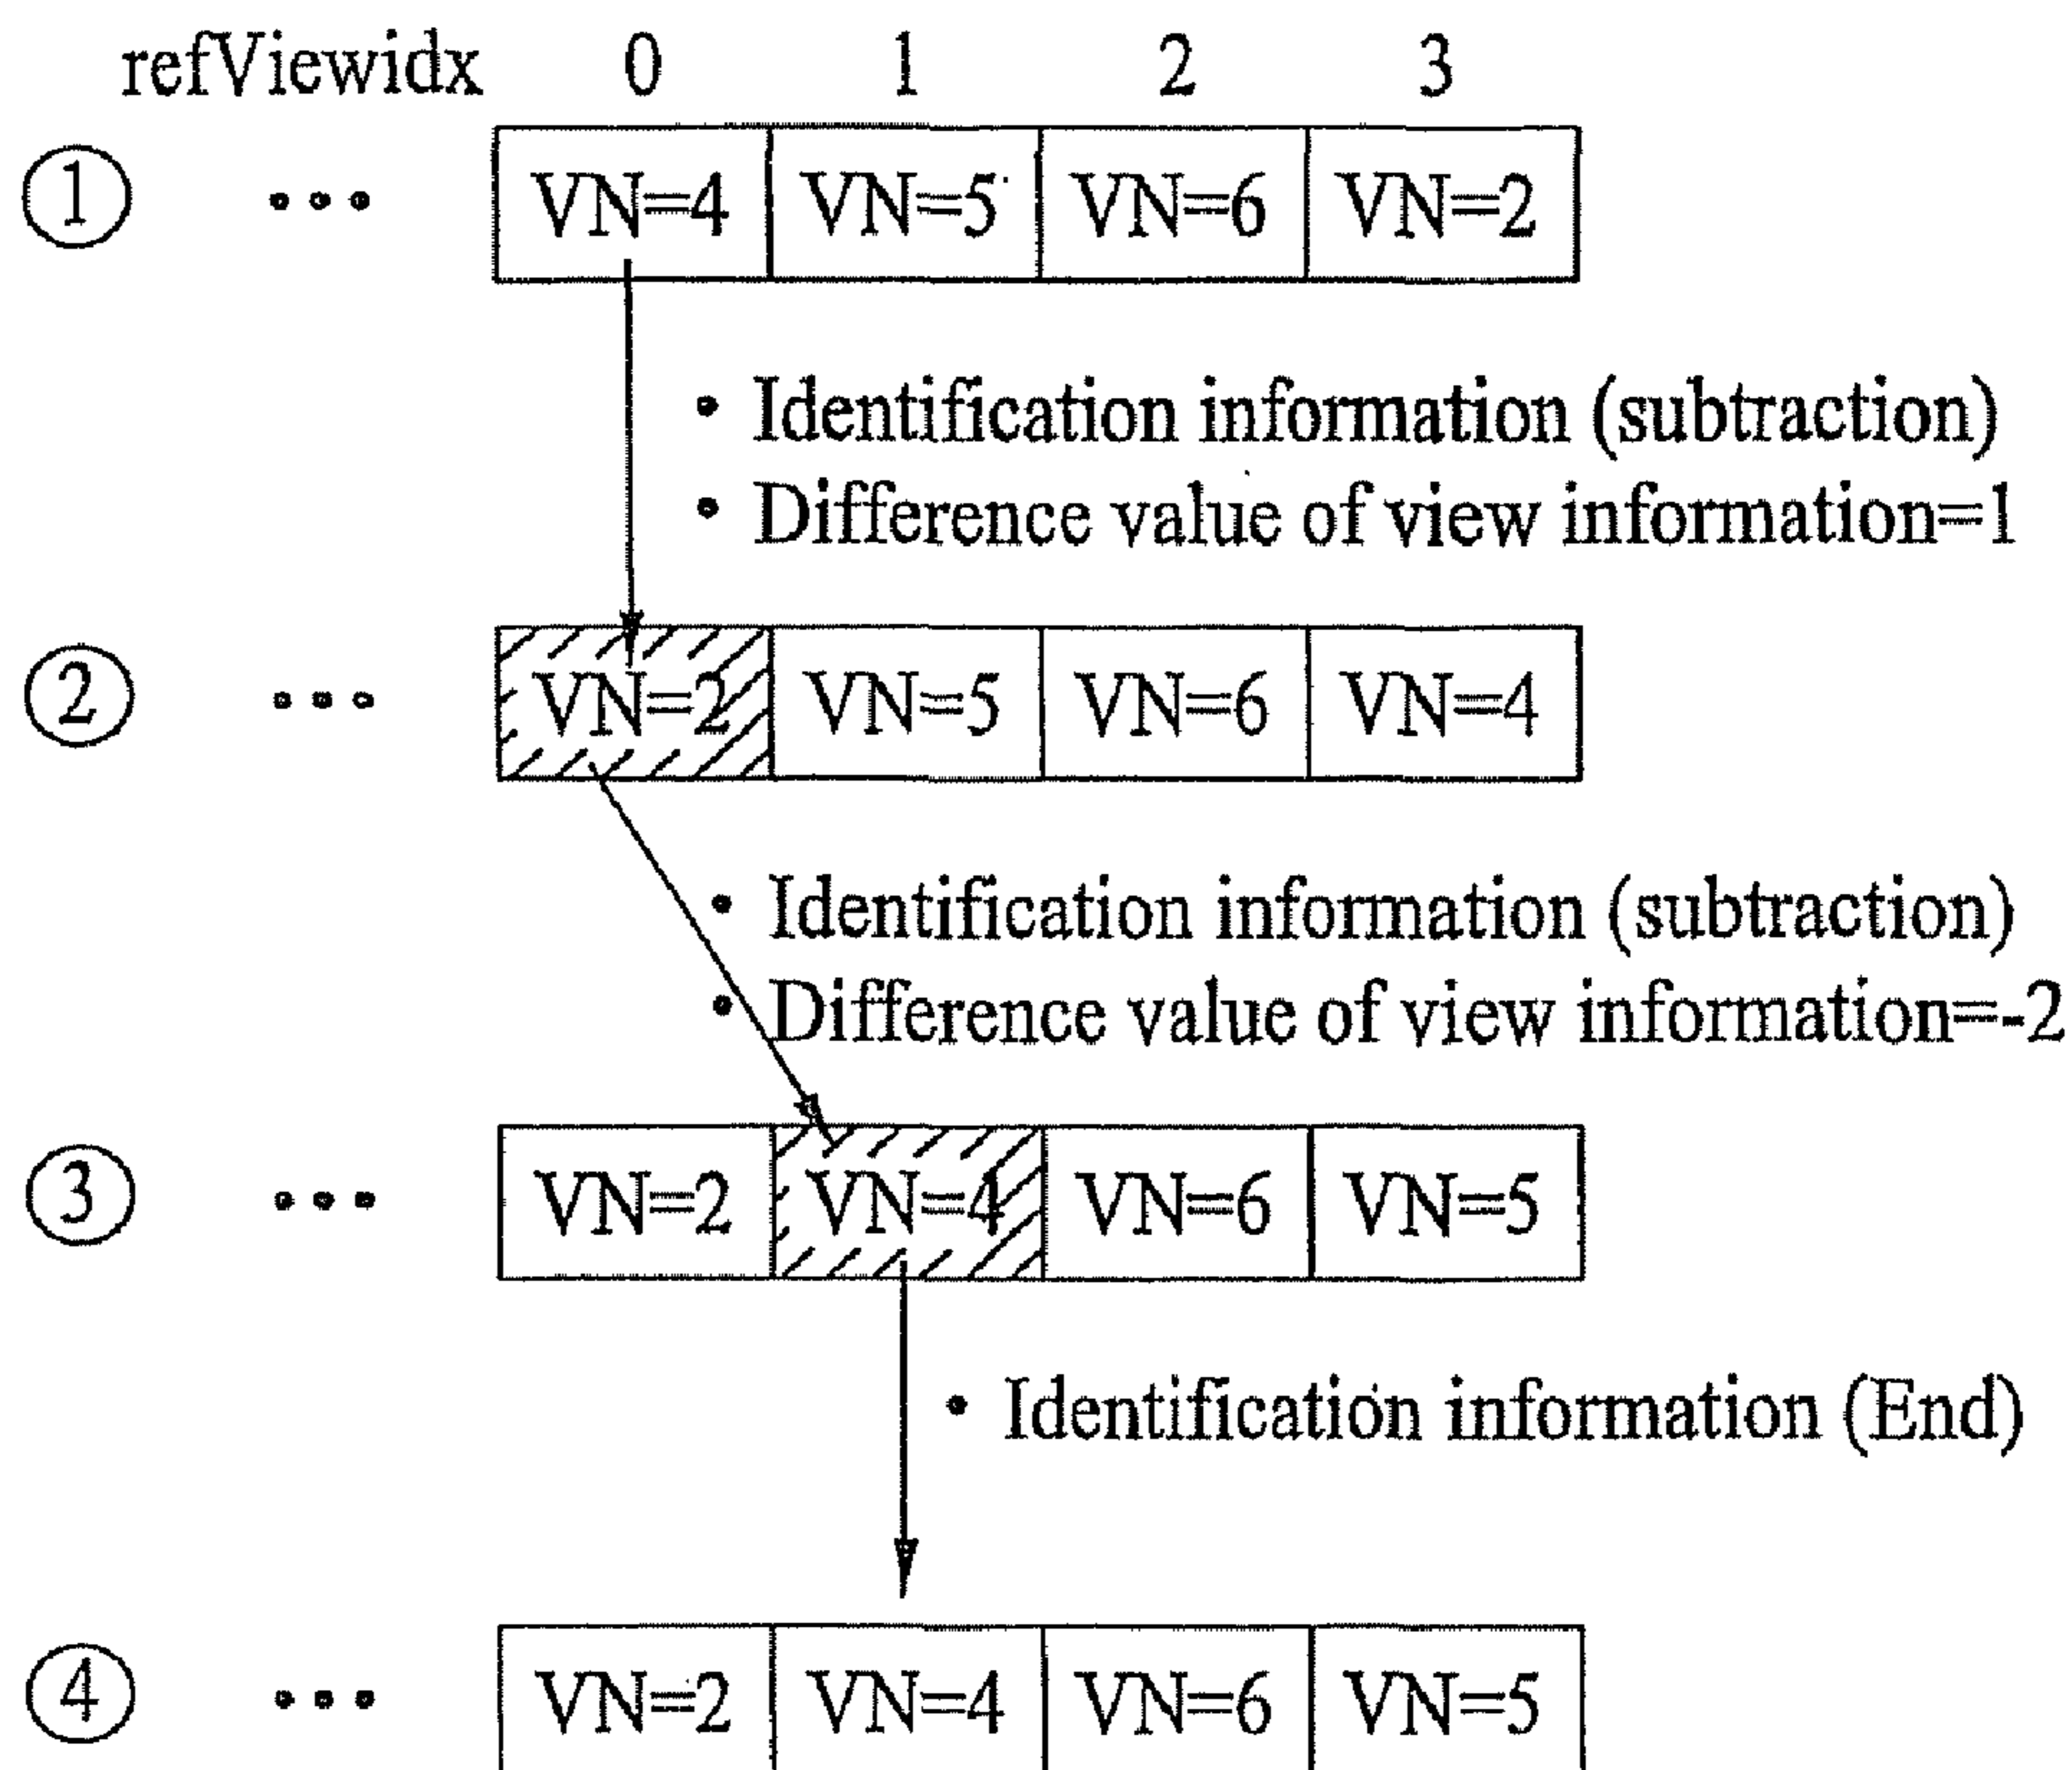 refViewidx 0 1 2 3
① ••• VN=4 VN=5 VN=6 VN=2
• Identification information (subtraction)
• Difference value of view information=1
② ••• VN=2 VN=5 VN=6 VN=4
• Identification information (subtraction)
• Difference value of view information=-2
③ ••• VN=2 VN=4 VN=6 VN=5
• Identification information (End)
④ ••• VN=2 VN=4 VN=6 VN=5